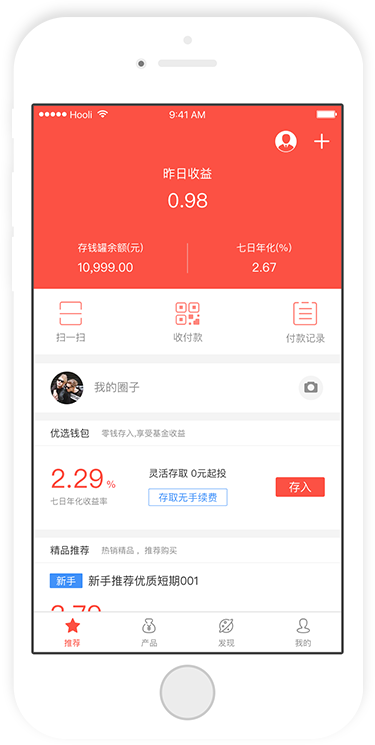 Hooli 9:41 AM
昨日收益
0.98
存钱罐余额(元) 七日年化(%)
10,999.00 2.67
扫一扫 收付款 付款记录
我的圈子
优选钱包 零钱存入,享受基金收益
2.29%
七日年化收益率
灵活存取 0元起投
存取无手续费
存入
精品推荐 热销精品，推荐购买
新手 新手推荐优质短期001
推荐 产品 发现 我的